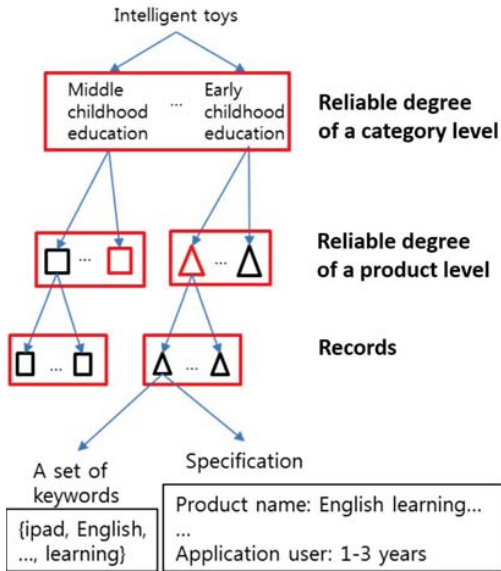 Intelligent toys
Middle childhood education
...
Early childhood education
Reliable degree of a category level
...
...
Reliable degree of a product level
...
...
Records
A set of keywords
{ipad, English, ..., learning}
Specification
Product name: English learning...
...
Application user: 1-3 years